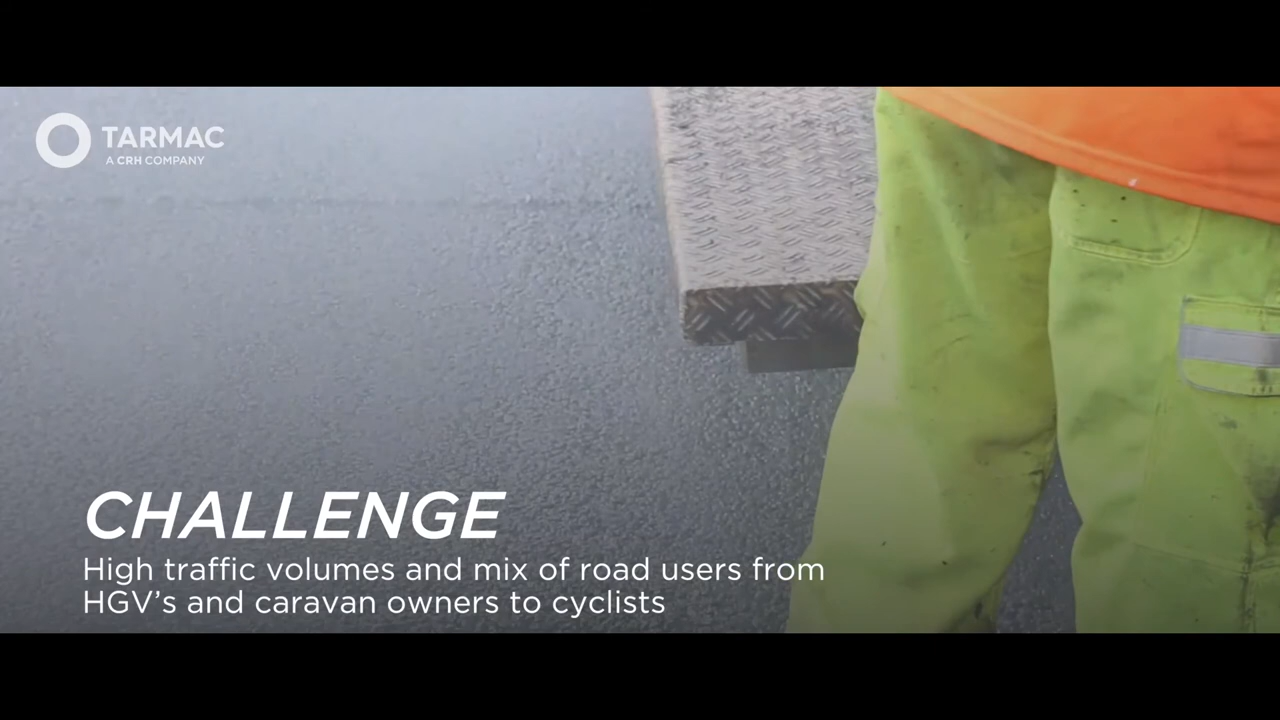 TARMAC
A CRH COMPANY
CHALLENGE
High traffic volumes and mix of road users from
HGV’s and caravan owners to cyclists